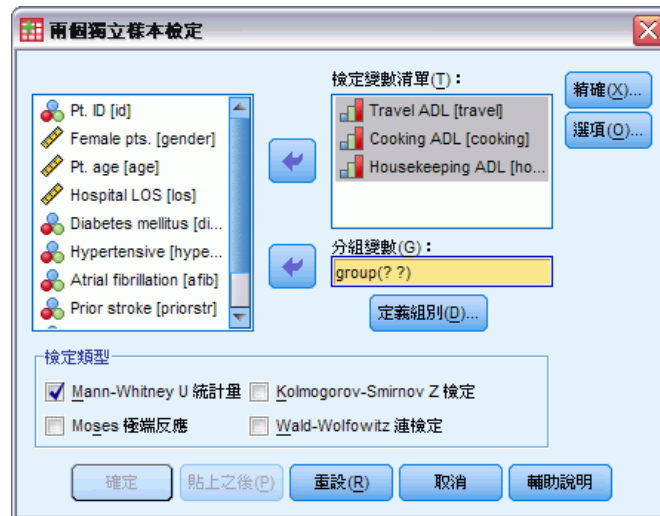 兩個獨立樣本檢定
檢定變數清單(T)：
Pt. ID [id]
Female pts. [gender]
Pt. age [age]
Hospital LOS [los]
Diabetes mellitus [di...
Hypertensive [hype...
Atrial fibrillation [afib]
Prior stroke [priorstr]
Travel ADL [travel]
Cooking ADL [cooking]
Housekeeping ADL [ho...
精確(X)...
選項(O)...
分組變數(G)：
group(? ?)
定義組別(D)...
檢定類型
Mann-Whitney U 統計量
Kolmogorov-Smirnov Z 檢定
Moses 極端反應
Wald-Wolfowitz 連檢定
確定
貼上之後(P)
重設(R)
取消
輔助說明